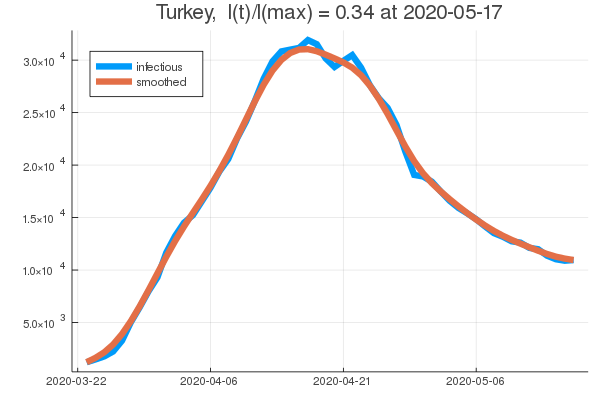 Turkey, I(t)/I(max) = 0.34 at 2020-05-17
infectious
smoothed
3.0×10⁴
2.5×10⁴
2.0×10⁴
1.5×10⁴
1.0×10⁴
5.0×10³
2020-03-22 2020-04-06 2020-04-21 2020-05-06